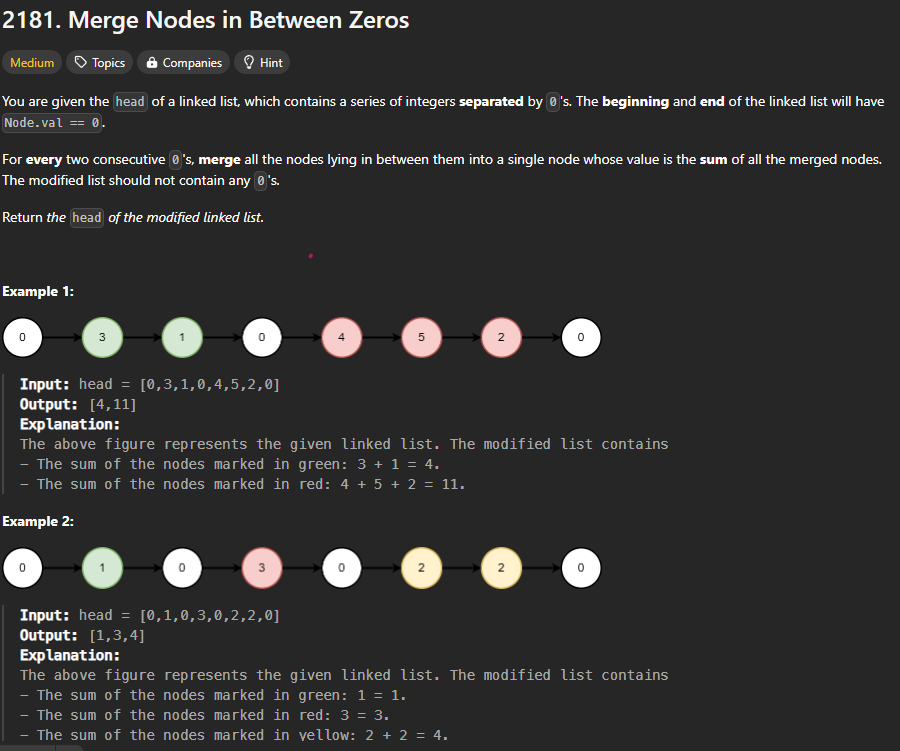 2181. Merge Nodes in Between Zeros
Medium Topics Companies Hint
You are given the head of a linked list, which contains a series of integers separated by 0's. The beginning and end of the linked list will have
Node.val == 0.
For every two consecutive 0's, merge all the nodes lying in between them into a single node whose value is the sum of all the merged nodes.
The modified list should not contain any 0's.
Return the head of the modified linked list.
Example 1:
0 3 1 0 4 5 2 0
Input: head = [0,3,1,0,4,5,2,0]
Output: [4,11]
Explanation:
The above figure represents the given linked list. The modified list contains
- The sum of the nodes marked in green: 3 + 1 = 4.
- The sum of the nodes marked in red: 4 + 5 + 2 = 11.
Example 2:
0 1 0 3 0 2 2 0
Input: head = [0,1,0,3,0,2,2,0]
Output: [1,3,4]
Explanation:
The above figure represents the given linked list. The modified list contains
- The sum of the nodes marked in green: 1 = 1.
- The sum of the nodes marked in red: 3 = 3.
- The sum of the nodes marked in yellow: 2 + 2 = 4.